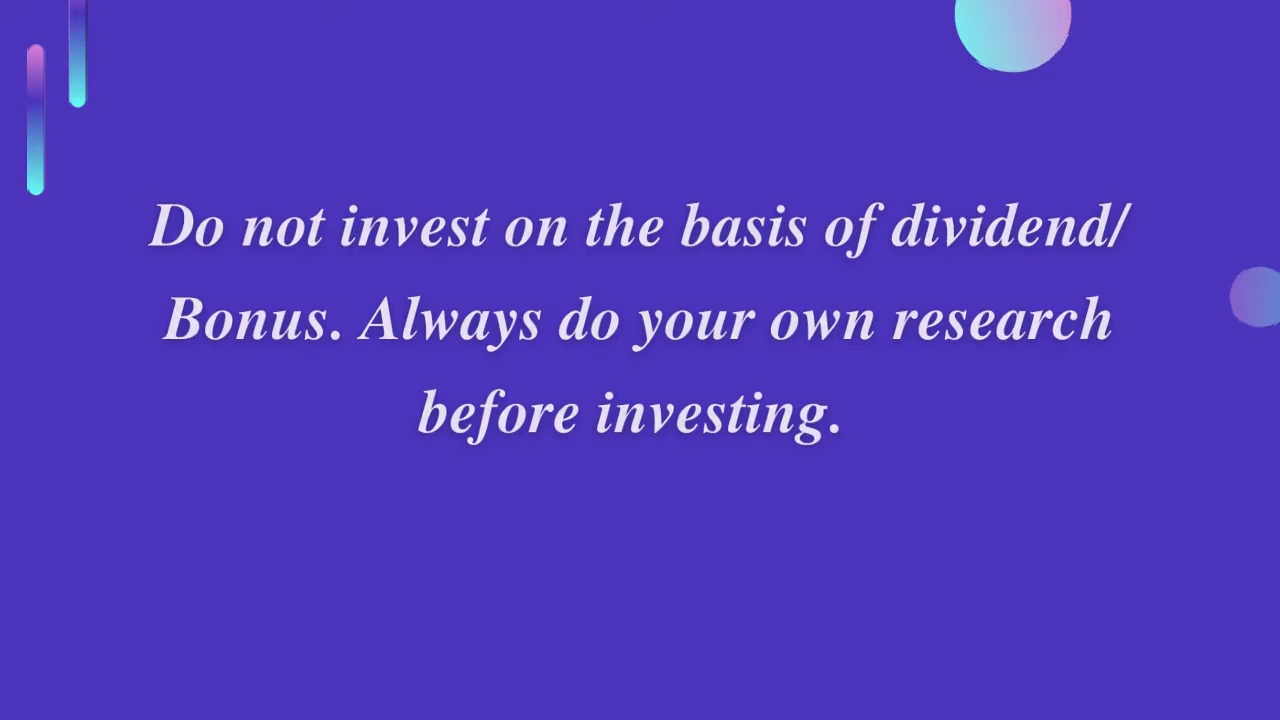 Do not invest on the basis of dividend/
Bonus. Always do your own research
before investing.